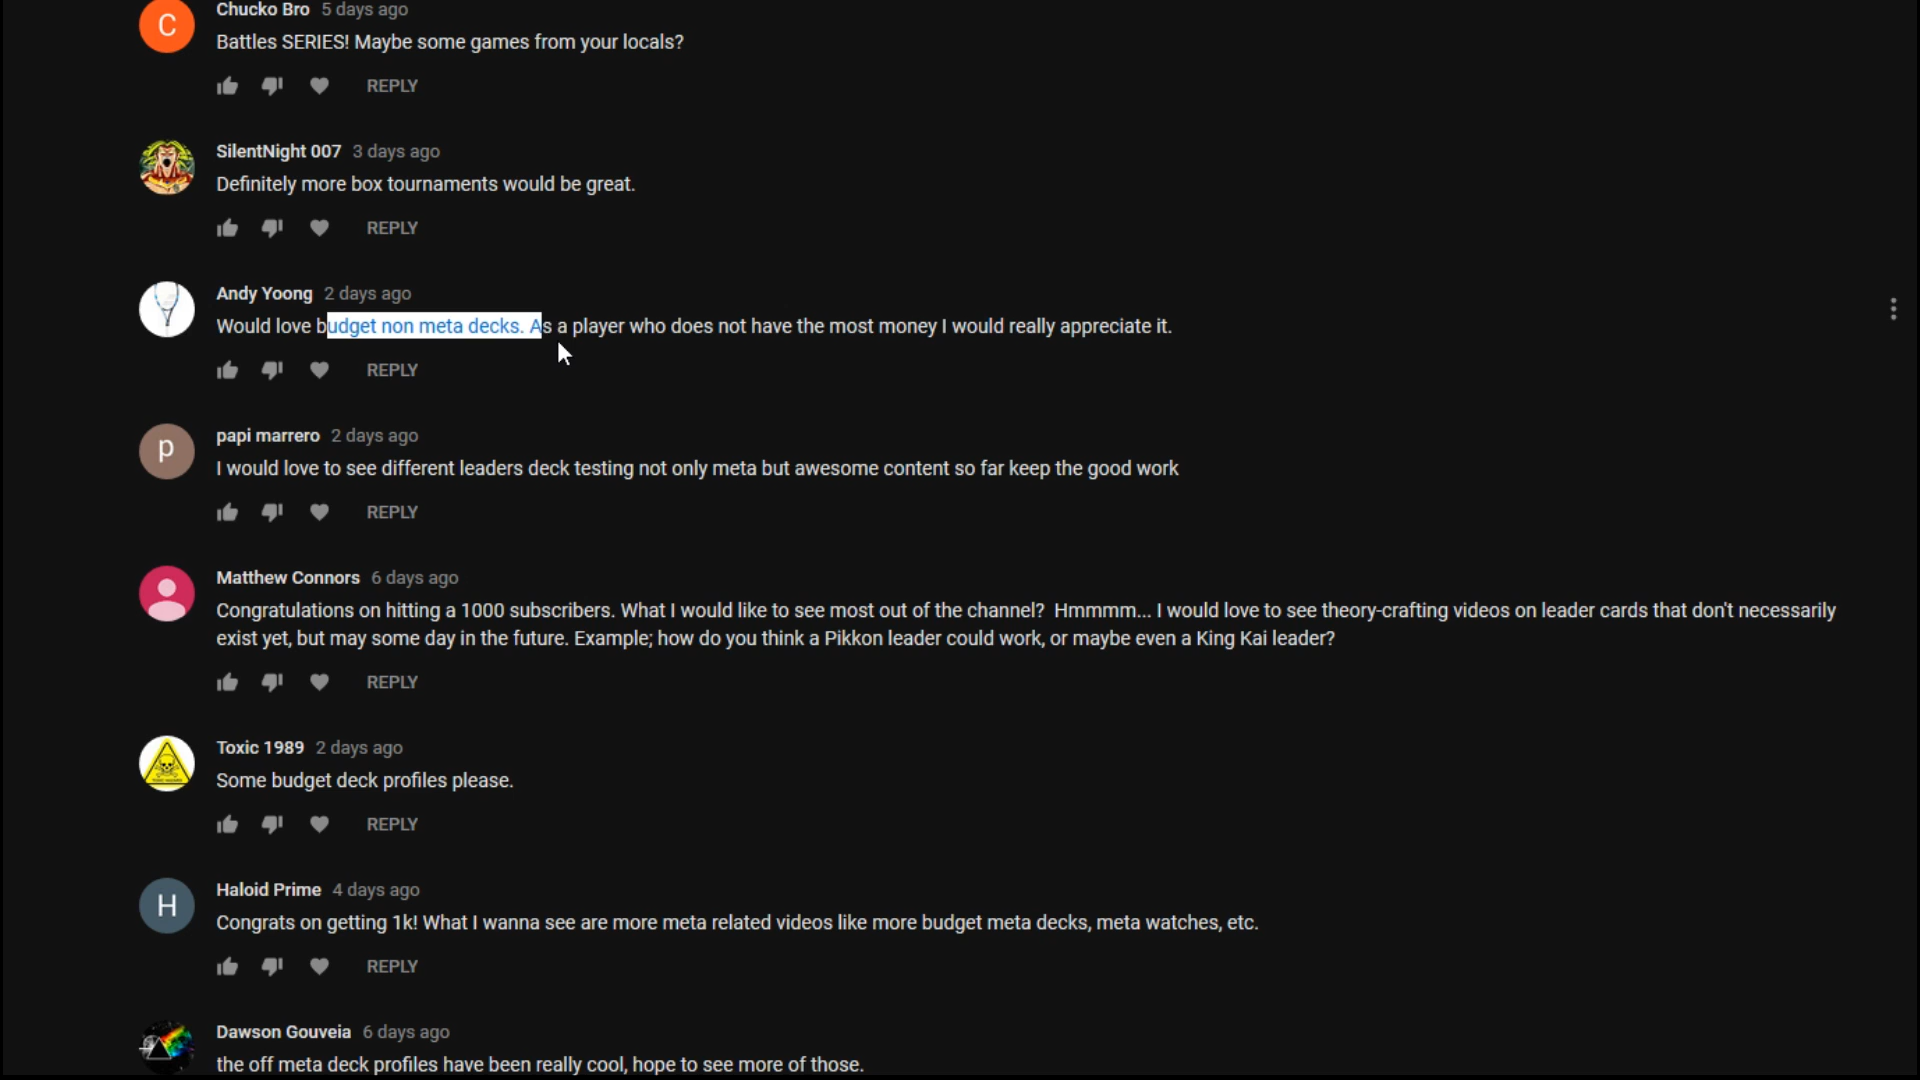 C
Chucko Bro 5 days ago
Battles SERIES! Maybe some games from your locals?
REPLY
SilentNight 007 3 days ago
Definitely more box tournaments would be great.
REPLY
Andy Yoong 2 days ago
Would love budget non meta decks. As a player who does not have the most money I would really appreciate it.
REPLY
p
papi marrero 2 days ago
I would love to see different leaders deck testing not only meta but awesome content so far keep the good work
REPLY
Matthew Connors 6 days ago
Congratulations on hitting a 1000 subscribers. What I would like to see most out of the channel?  Hmmmm... I would love to see theory-crafting videos on leader cards that don't necessarily
exist yet, but may some day in the future. Example; how do you think a Pikkon leader could work, or maybe even a King Kai leader?
REPLY
Toxic 1989 2 days ago
Some budget deck profiles please.
REPLY
H
Haloid Prime 4 days ago
Congrats on getting 1k! What I wanna see are more meta related videos like more budget meta decks, meta watches, etc.
REPLY
Dawson Gouveia 6 days ago
the off meta deck profiles have been really cool, hope to see more of those.